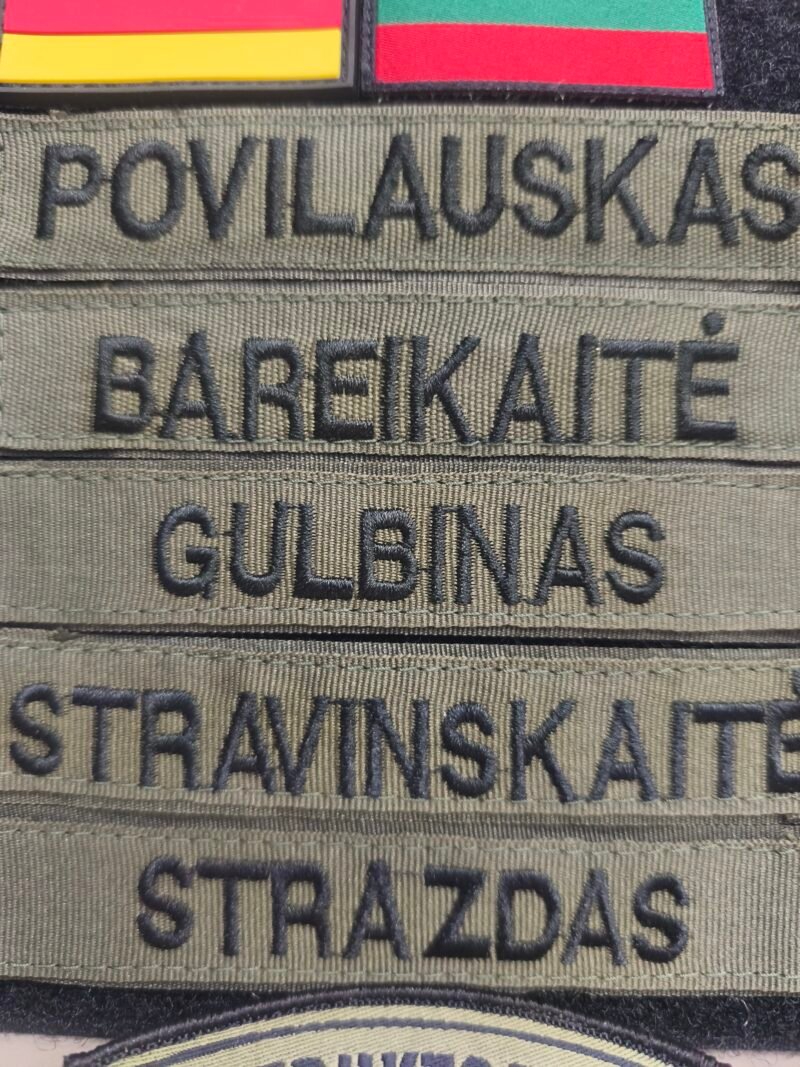 POVILAUSKAS
BAREIKAITĖ
GULBINAS
STRAVINSKAITĖ
STRAZDAS